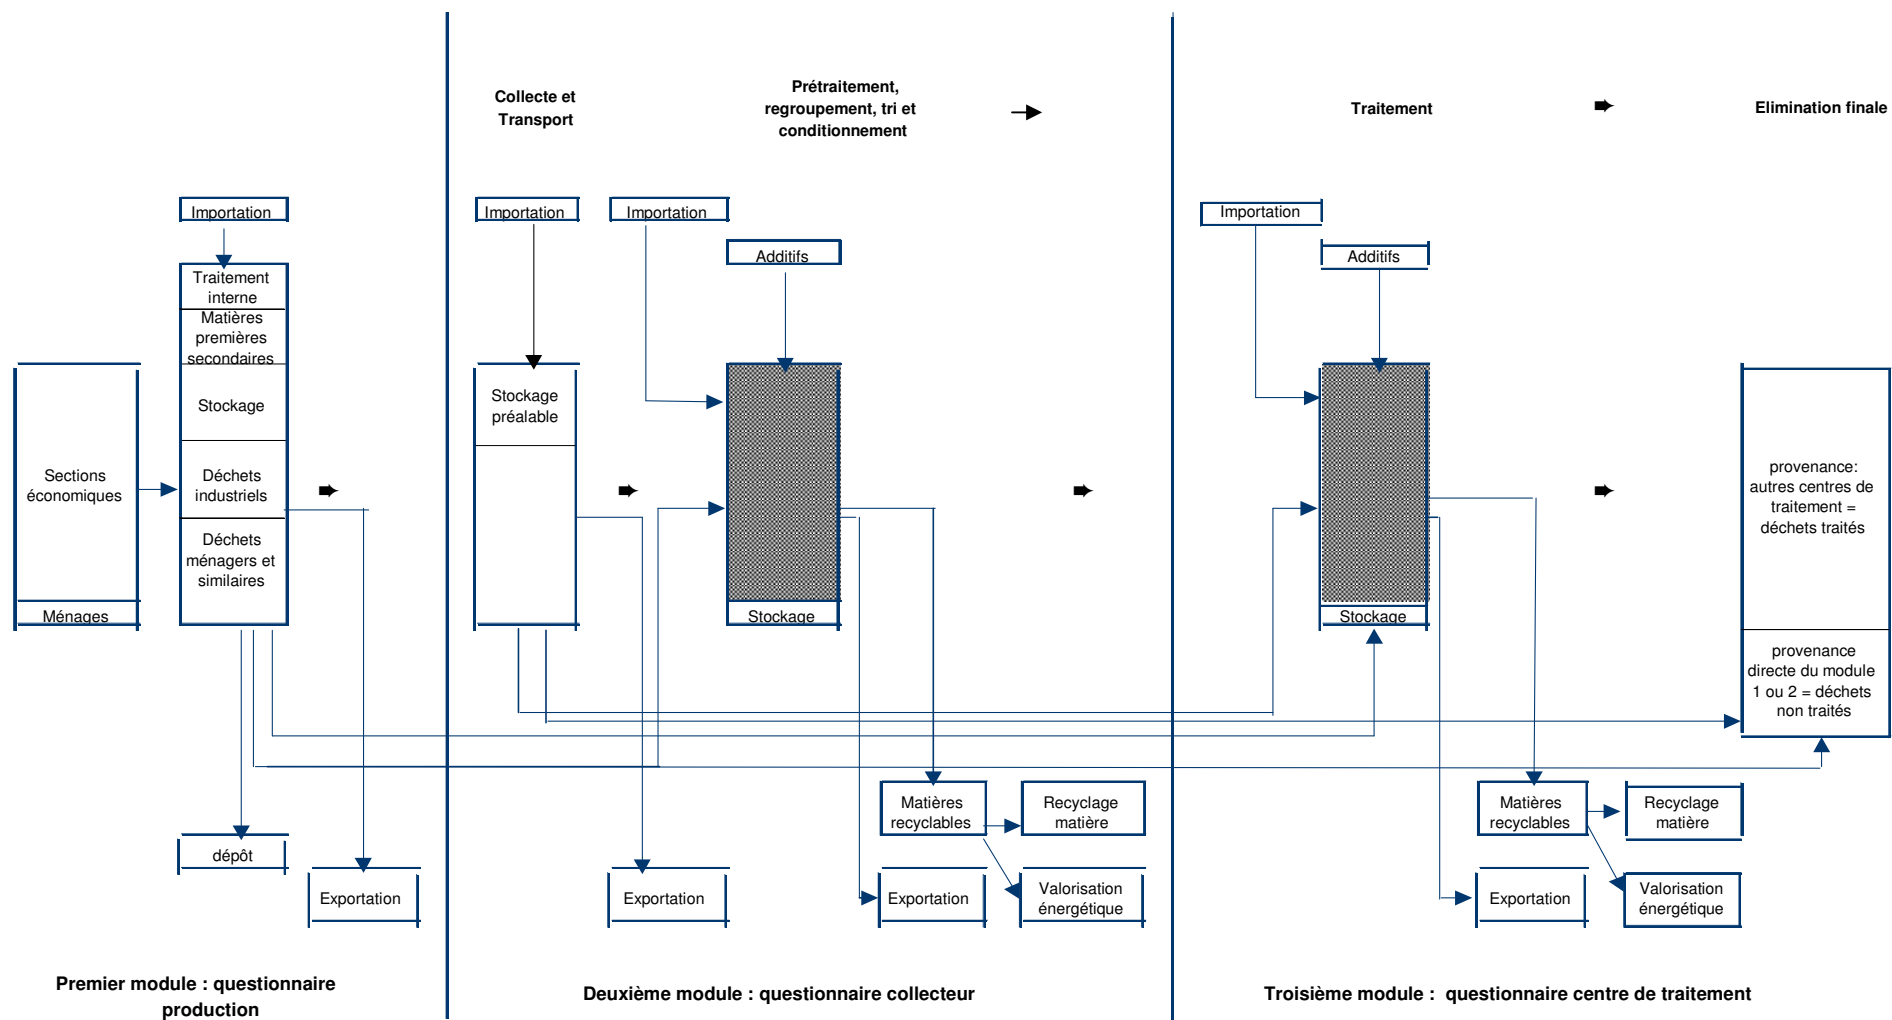 Collecte et
Transport
Prétraitement,
regroupement, tri et
conditionnement
Traitement
Elimination finale
Importation
Traitement
interne
Matières
premières
secondaires
Stockage
Déchets
industriels
Déchets
ménagers et
similaires
Sections
économiques
Ménages
dépôt
Exportation
Importation
Stockage
préalable
Exportation
Importation
Additifs
Stockage
Matières
recyclables
Recyclage
matière
Exportation
Valorisation
énergétique
Importation
Additifs
Stockage
Matières
recyclables
Recyclage
matière
Exportation
Valorisation
énergétique
provenance:
autres centres de
traitement =
déchets traités
provenance
directe du module
1 ou 2 = déchets
non traités
Premier module : questionnaire
production
Deuxième module : questionnaire collecteur
Troisième module :  questionnaire centre de traitement